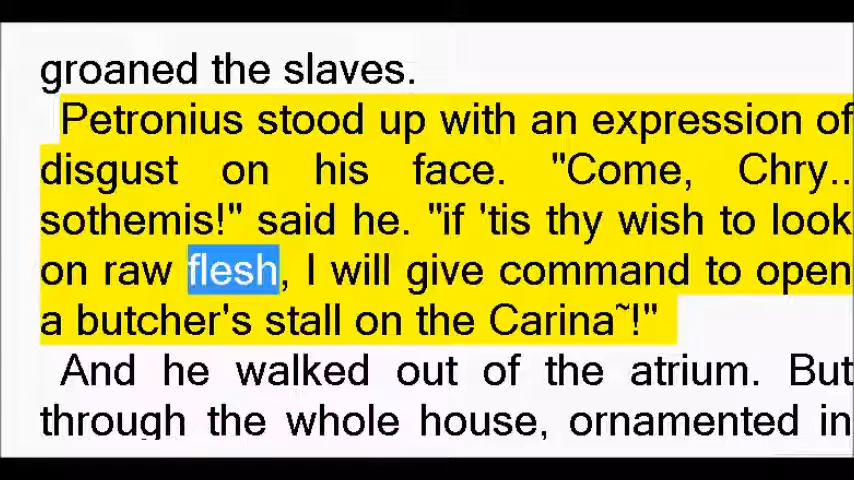 groaned the slaves.
Petronius stood up with an expression of
disgust on his face. "Come, Chry..
sothemis!" said he. "if 'tis thy wish to look
on raw flesh, I will give command to open
a butcher's stall on the Carina˜!"
And he walked out of the atrium. But
through the whole house, ornamented in